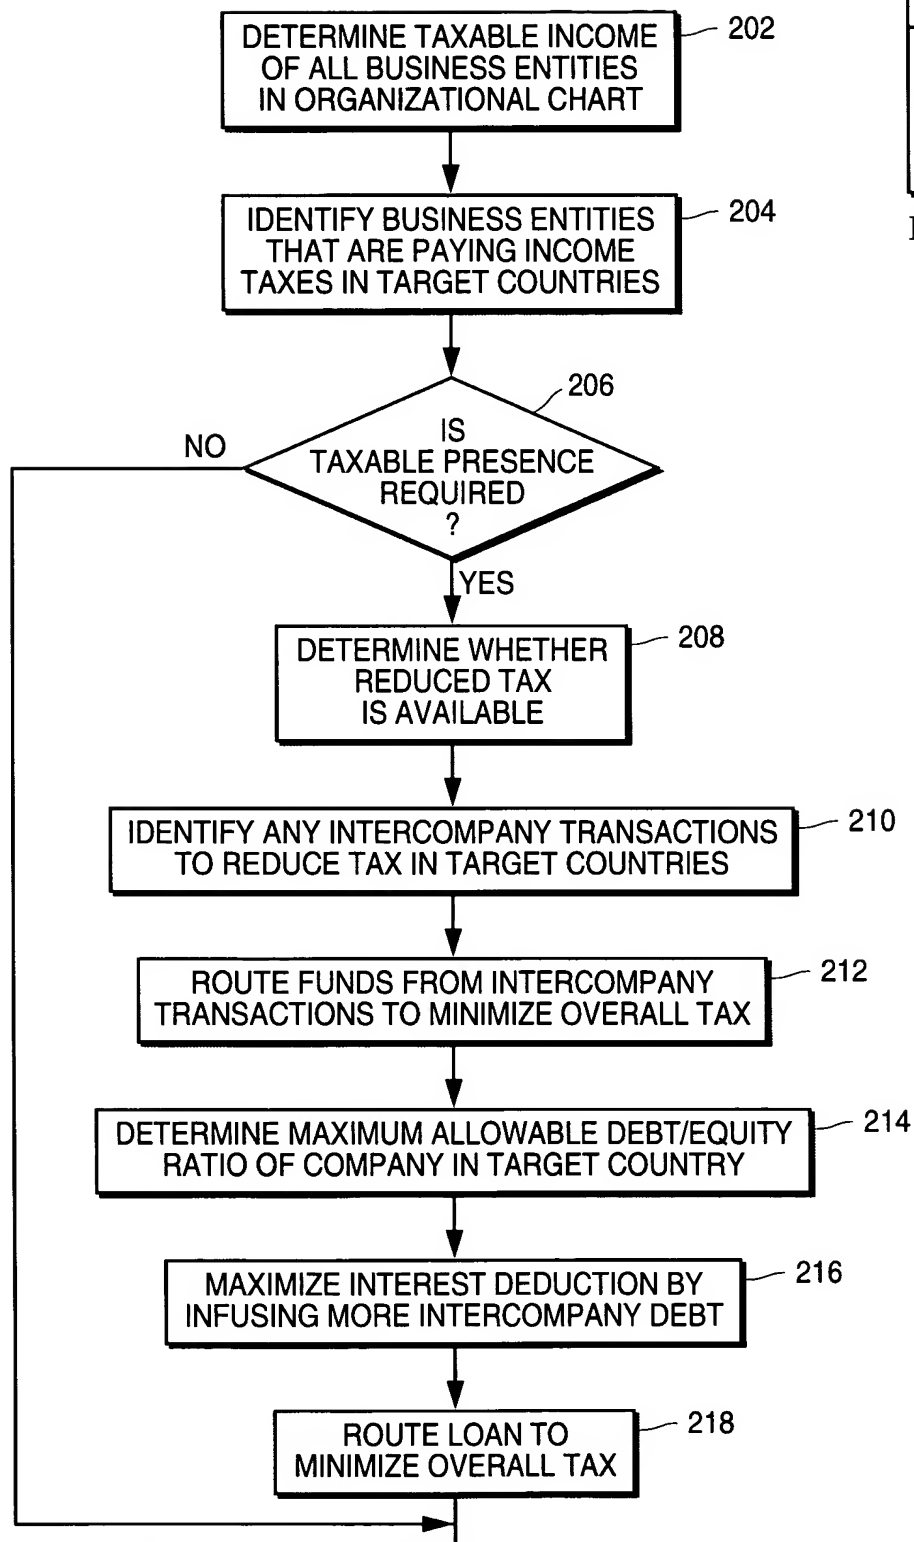 DETERMINE TAXABLE INCOME
OF ALL BUSINESS ENTITIES
IN ORGANIZATIONAL CHART
202
IDENTIFY BUSINESS ENTITIES
THAT ARE PAYING INCOME
TAXES IN TARGET COUNTRIES
204
206
IS
TAXABLE PRESENCE
REQUIRED
?
NO
YES
DETERMINE WHETHER
REDUCED TAX
IS AVAILABLE
208
IDENTIFY ANY INTERCOMPANY TRANSACTIONS
TO REDUCE TAX IN TARGET COUNTRIES
210
ROUTE FUNDS FROM INTERCOMPANY
TRANSACTIONS TO MINIMIZE OVERALL TAX
212
DETERMINE MAXIMUM ALLOWABLE DEBT/EQUITY
RATIO OF COMPANY IN TARGET COUNTRY
214
MAXIMIZE INTEREST DEDUCTION BY
INFUSING MORE INTERCOMPANY DEBT
216
ROUTE LOAN TO
MINIMIZE OVERALL TAX
218